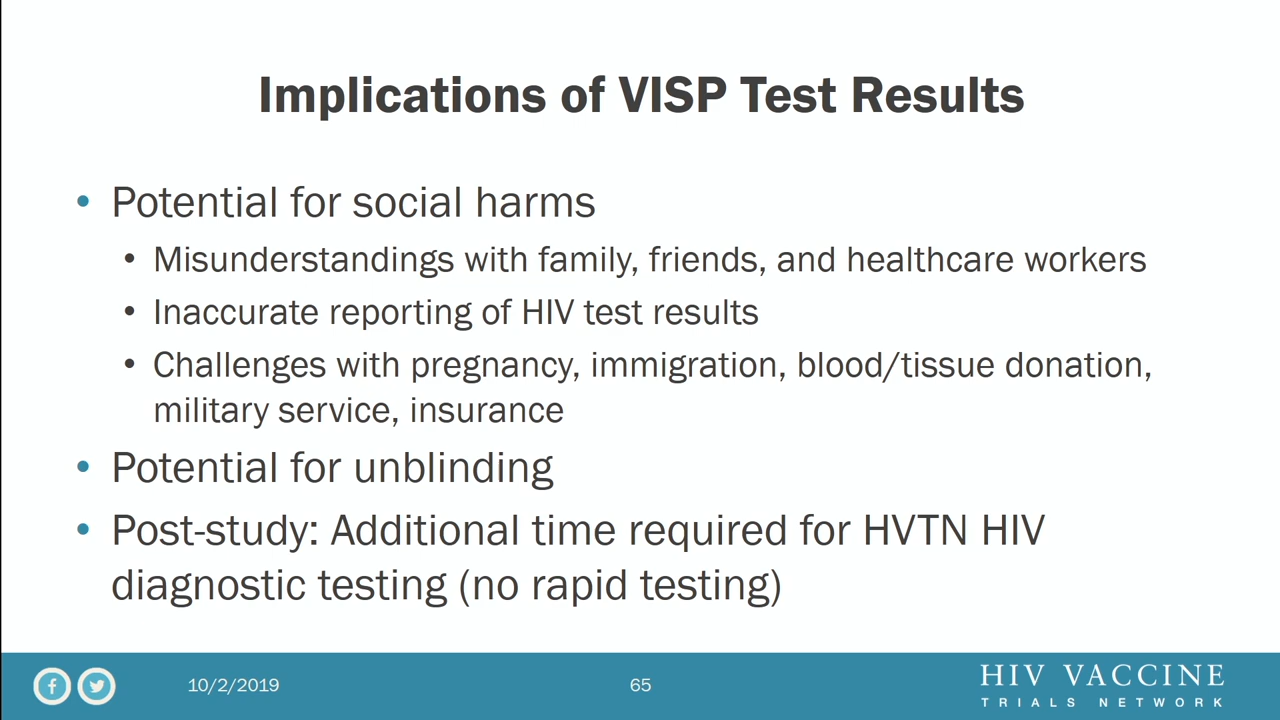 Implications of VISP Test Results
• Potential for social harms
• Misunderstandings with family, friends, and healthcare workers
• Inaccurate reporting of HIV test results
• Challenges with pregnancy, immigration, blood/tissue donation,
military service, insurance
• Potential for unblinding
• Post-study: Additional time required for HVTN HIV
diagnostic testing (no rapid testing)
10/2/2019
65
HIV VACCINE
TRIALS NETWORK